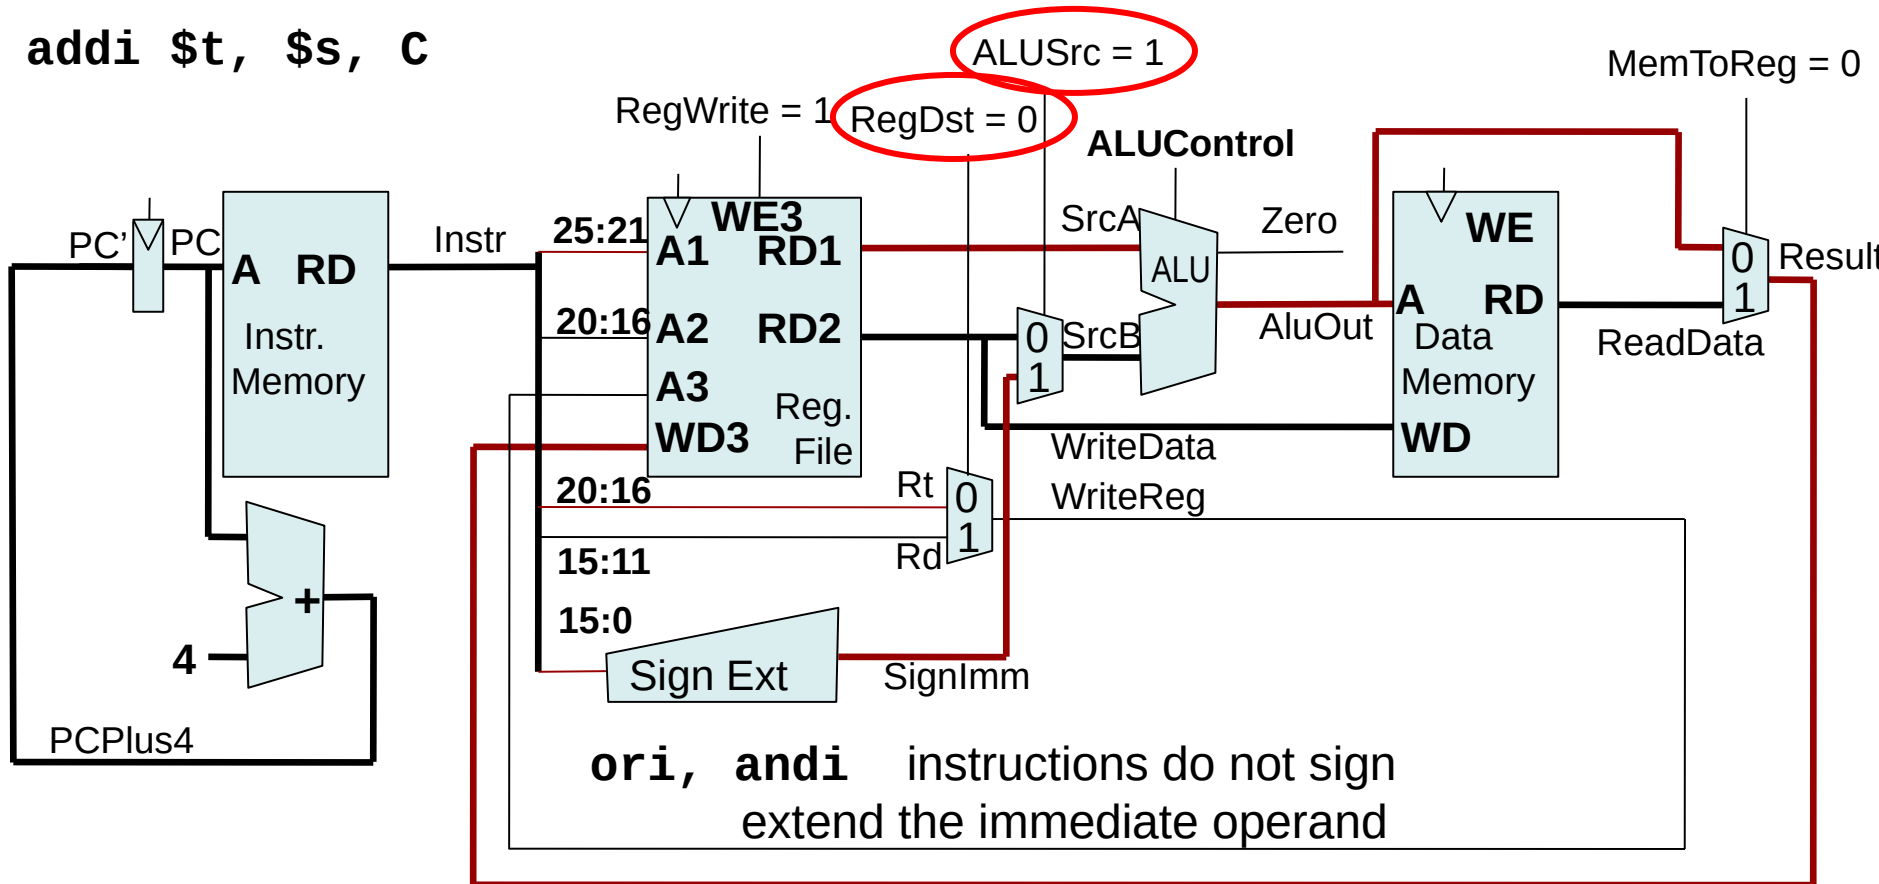 addi $t, $s, C
ALUSrc = 1
MemToReg = 0
RegWrite = 1
RegDst = 0
ALUControl
PC’
PC
A RD
Instr.
Memory
Instr
25:21
20:16
WE3
A1 RD1
A2 RD2
A3
WD3
Reg.
File
SrcA
0
1
SrcB
ALU
Zero
AluOut
WE
A RD
Data
Memory
WD
ReadData
0
1
Result
WriteData
WriteReg
20:16
Rt
0
1
Rd
15:11
15:0
Sign Ext
SignImm
+
4
PCPlus4
ori, andi instructions do not sign
extend the immediate operand